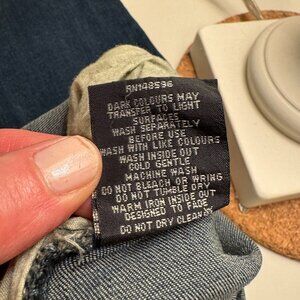 RN148596
DARK COLOURS MAY
TRANSFER TO LIGHT
SURFACES
WASH SEPARATELY
BEFORE USE
WASH WITH LIKE COLOURS
WASH INSIDE OUT
COLD GENTLE
MACHINE WASH
DO NOT BLEACH OR WRING
DO NOT TUMBLE DRY
WARM IRON INSIDE OUT
DESIGNED TO FADE
DO NOT DRY CLEAN